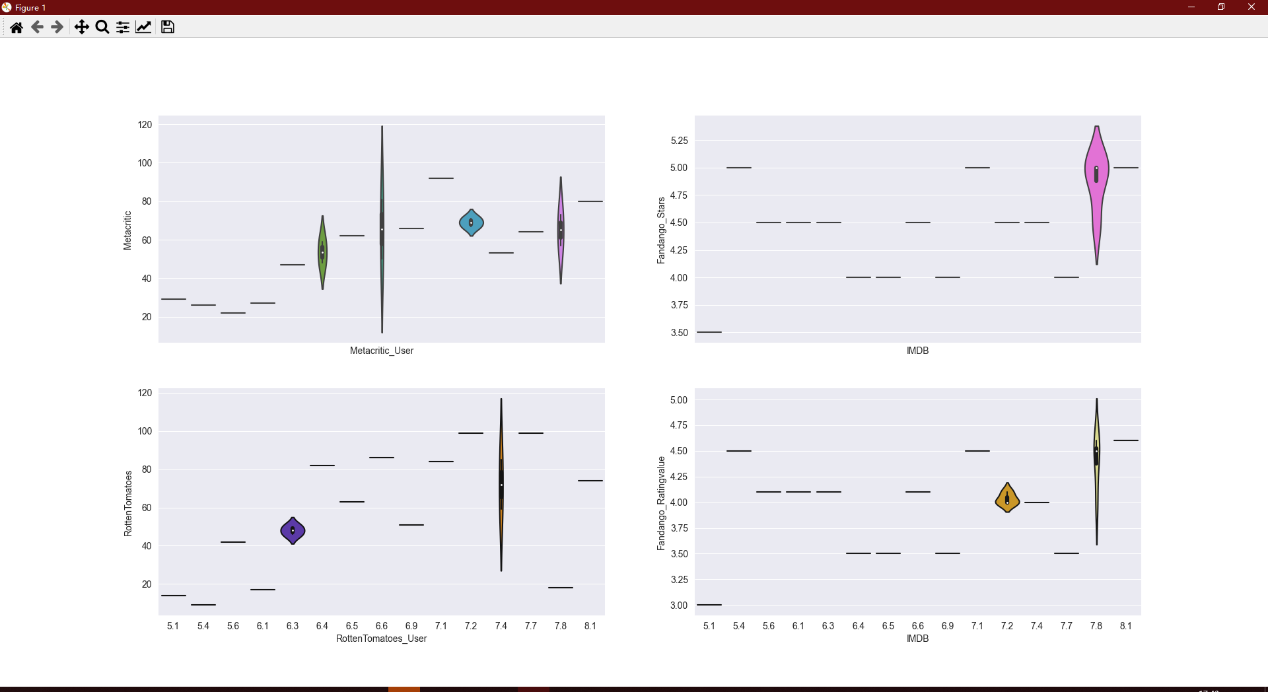 Figure 1
120
100
80
60
40
20
Metacritic
Metacritic_User
5.25
5.00
4.75
4.50
4.25
4.00
3.75
3.50
Fandango_Stars
IMDB
120
100
80
60
40
20
RottenTomatoes
5.1 5.4 5.6 6.1 6.3 6.4 6.5 6.6 6.9 7.1 7.2 7.4 7.7 7.8 8.1
RottenTomatoes_User
5.00
4.75
4.50
4.25
4.00
3.75
3.50
3.25
3.00
Fandango_Ratingvalue
5.1 5.4 5.6 6.1 6.3 6.4 6.5 6.6 6.9 7.1 7.2 7.4 7.7 7.8 8.1
IMDB